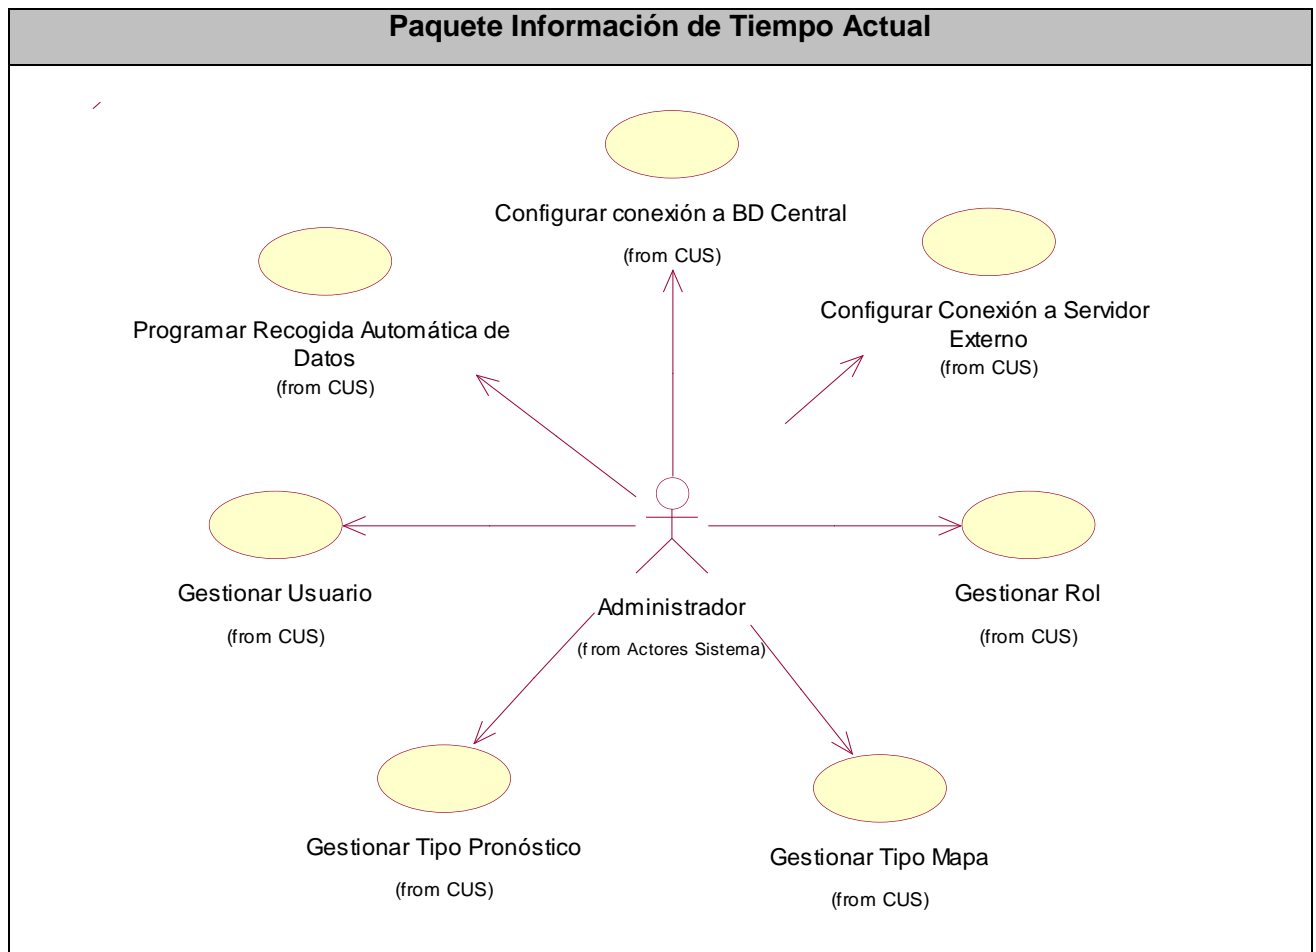 Paquete Información de Tiempo Actual
Configurar conexión a BD Central
(from CUS)
Configurar Conexión a Servidor
Externo
(from CUS)
Programar Recogida Automática de
Datos
(from CUS)
Gestionar Usuario
(from CUS)
Administrador
(from Actores Sistema)
Gestionar Rol
(from CUS)
Gestionar Tipo Pronóstico
(from CUS)
Gestionar Tipo Mapa
(from CUS)